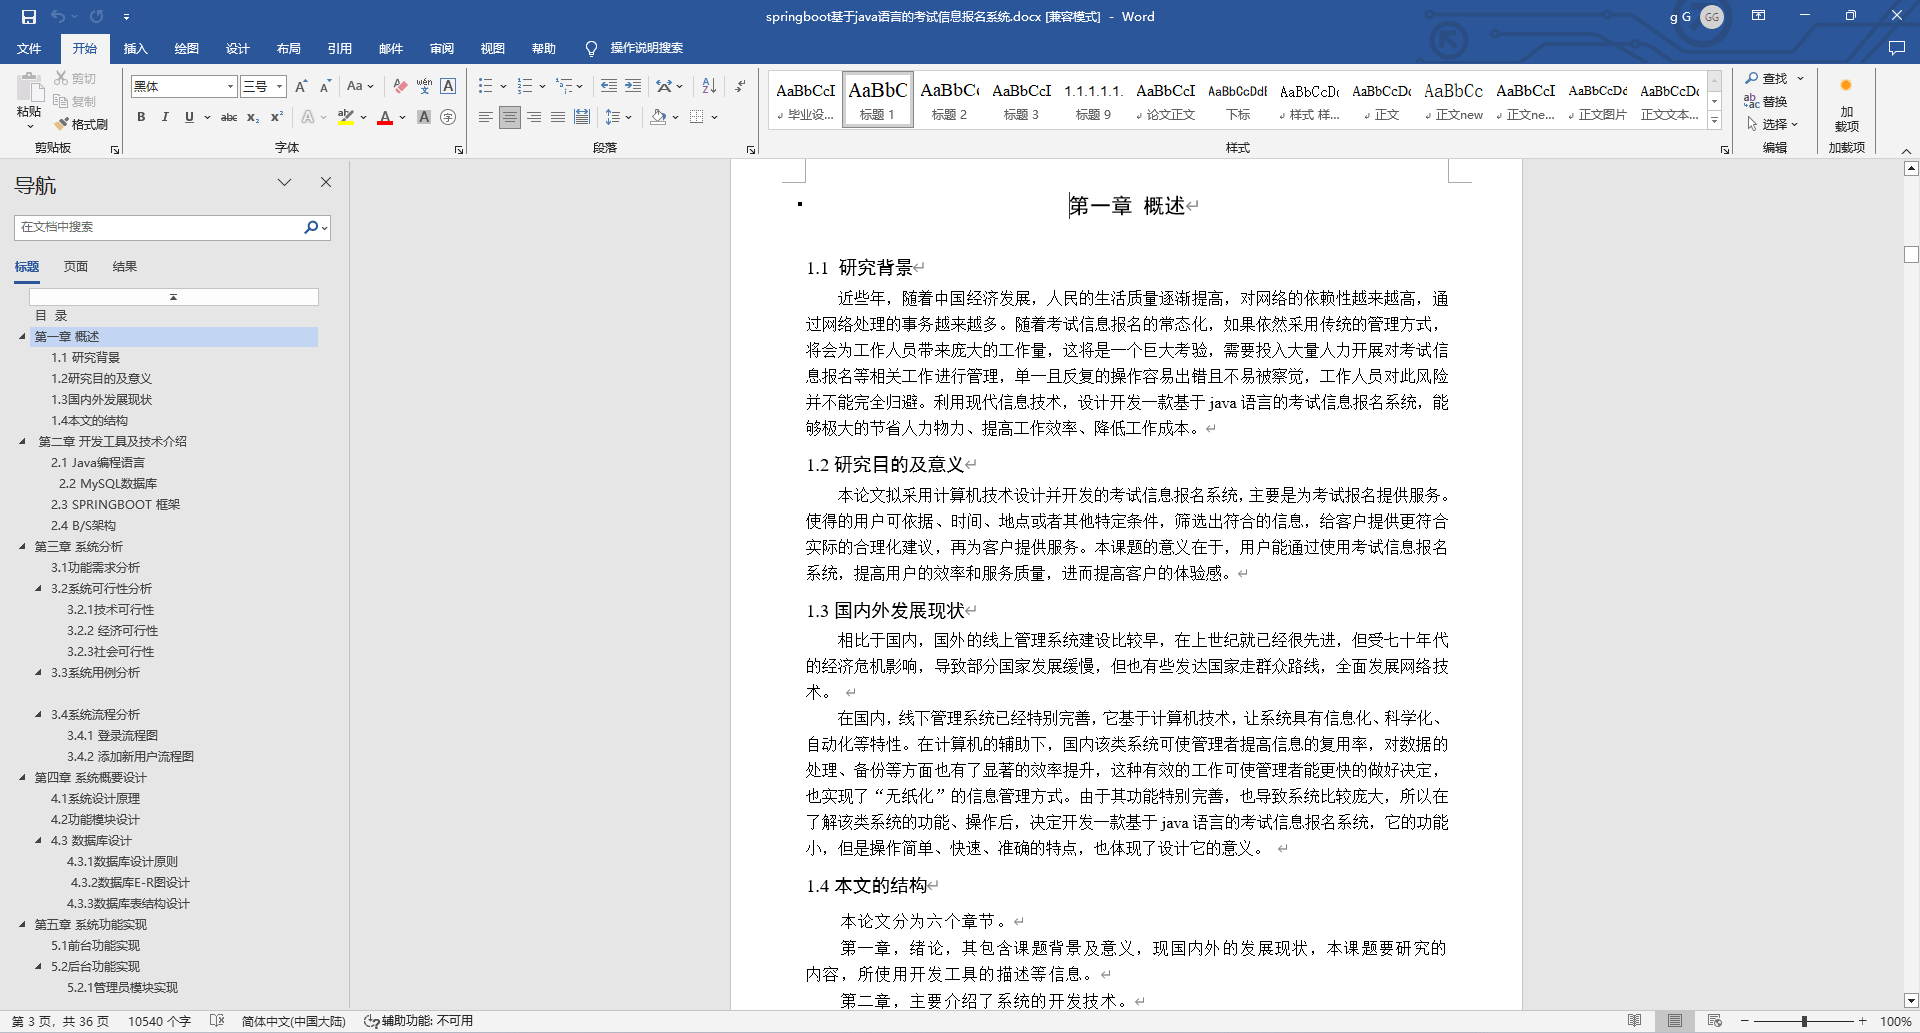 springboot基于java语言的考试信息报名系统.docx [兼容模式] - Word
g G
GG
文件 开始 插入 绘图 设计 布局 引用 邮件 审阅 视图 帮助 操作说明搜索
粘贴
剪切
复制
格式刷
剪贴板
黑体
三号
字体
段落
AaBbCcI AaBbC AaBbC AaBbCcI 1.1.1.1.1. AaBbCcI AaBbCcDdE AaBbCcDc AaBbCcDc AaBbCc AaBbCcI AaBbCcDd AaBbCcDc
毕业设... 标题 1 标题 2 标题 3 标题 9 论文正文 下标 样式 样... 正文 正文new 正文ne... 正文图片 正文文本...
样式
查找
替换
选择
编辑
加
载项
加载项
导航
在文档中搜索
标题 页面 结果
目 录
第一章 概述
1.1 研究背景
1.2研究目的及意义
1.3国内外发展现状
1.4本文的结构
第二章 开发工具及技术介绍
2.1 Java编程语言
2.2 MySQL数据库
2.3 SPRINGBOOT 框架
2.4 B/S架构
第三章 系统分析
3.1功能需求分析
3.2系统可行性分析
3.2.1技术可行性
3.2.2 经济可行性
3.2.3社会可行性
3.3系统用例分析
3.4系统流程分析
3.4.1 登录流程图
3.4.2 添加新用户流程图
第四章 系统概要设计
4.1系统设计原理
4.2功能模块设计
4.3 数据库设计
4.3.1数据库设计原则
4.3.2数据库E-R图设计
4.3.3数据库表结构设计
第五章 系统功能实现
5.1前台功能实现
5.2后台功能实现
5.2.1管理员模块实现
第一章 概述
1.1 研究背景
近些年，随着中国经济发展，人民的生活质量逐渐提高，对网络的依赖性越来越高，通
过网络处理的事务越来越多。随着考试信息报名的常态化，如果依然采用传统的管理方式，
将会为工作人员带来庞大的工作量，这将是一个巨大考验，需要投入大量人力开展对考试信
息报名等相关工作进行管理，单一且反复的操作容易出错且不易被察觉，工作人员对此风险
并不能完全归避。利用现代信息技术，设计开发一款基于 java 语言的考试信息报名系统，能
够极大的节省人力物力、提高工作效率、降低工作成本。
1.2 研究目的及意义
本论文拟采用计算机技术设计并开发的考试信息报名系统，主要是为考试报名提供服务。
使得的用户可依据、时间、地点或者其他特定条件，筛选出符合的信息，给客户提供更符合
实际的合理化建议，再为客户提供服务。本课题的意义在于，用户能通过使用考试信息报名
系统，提高用户的效率和服务质量，进而提高客户的体验感。
1.3 国内外发展现状
相比于国内，国外的线上管理系统建设比较早，在上世纪就已经很先进，但受七十年代
的经济危机影响，导致部分国家发展缓慢，但也有些发达国家走群众路线，全面发展网络技
术。
在国内，线下管理系统已经特别完善，它基于计算机技术，让系统具有信息化、科学化、
自动化等特性。在计算机的辅助下，国内该类系统可使管理者提高信息的复用率，对数据的
处理、备份等方面也有了显著的效率提升，这种有效的工作可使管理者能更快的做好决定，
也实现了“无纸化”的信息管理方式。由于其功能特别完善，也导致系统比较庞大，所以在
了解该类系统的功能、操作后，决定开发一款基于 java 语言的考试信息报名系统，它的功能
小，但是操作简单、快速、准确的特点，也体现了设计它的意义。
1.4 本文的结构
本论文分为六个章节。
第一章，绪论，其包含课题背景及意义，现国内外的发展现状，本课题要研究的
内容，所使用开发工具的描述等信息。
第二章，主要介绍了系统的开发技术。
第 3 页，共 36 页 10540 个字 简体中文(中国大陆) 辅助功能: 不可用 100%